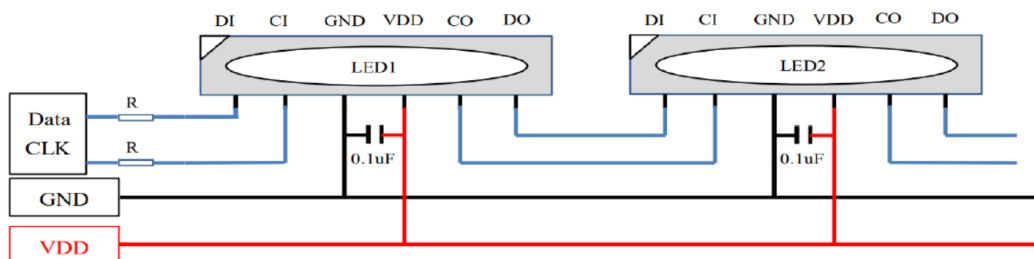 DI CI GND VDD CO DO DI CI GND VDD CO DO
LED1 LED2
R
Data
CLK
R
0.1uF 0.1uF
GND
VDD